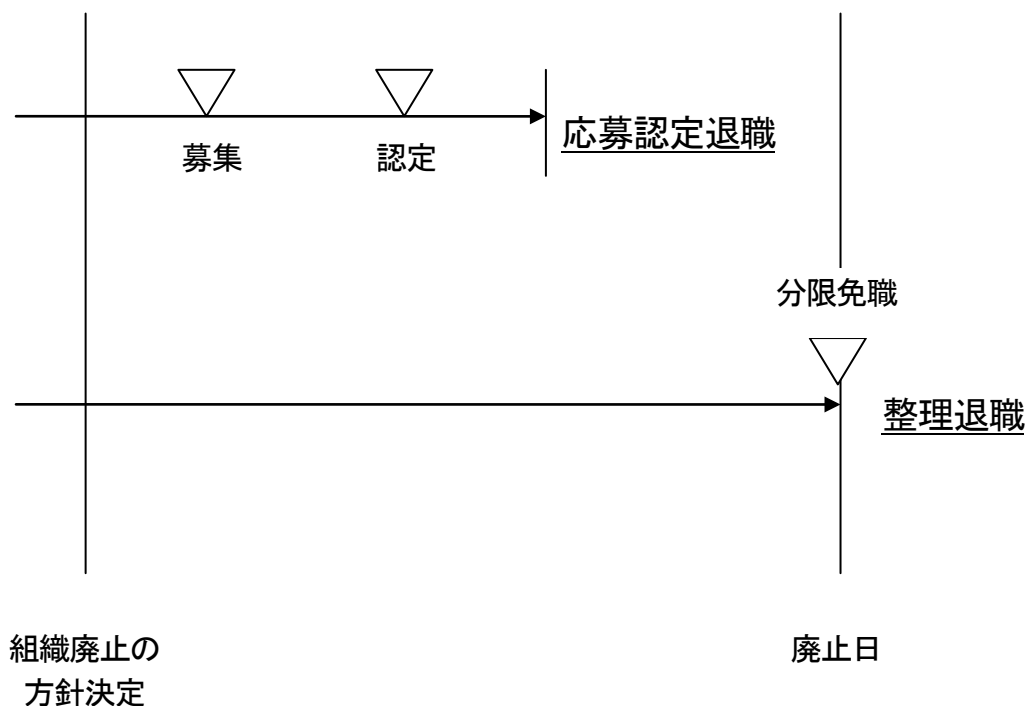 募集
認定
応募認定退職
分限免職
整理退職
組織廃止の
方針決定
廃止日